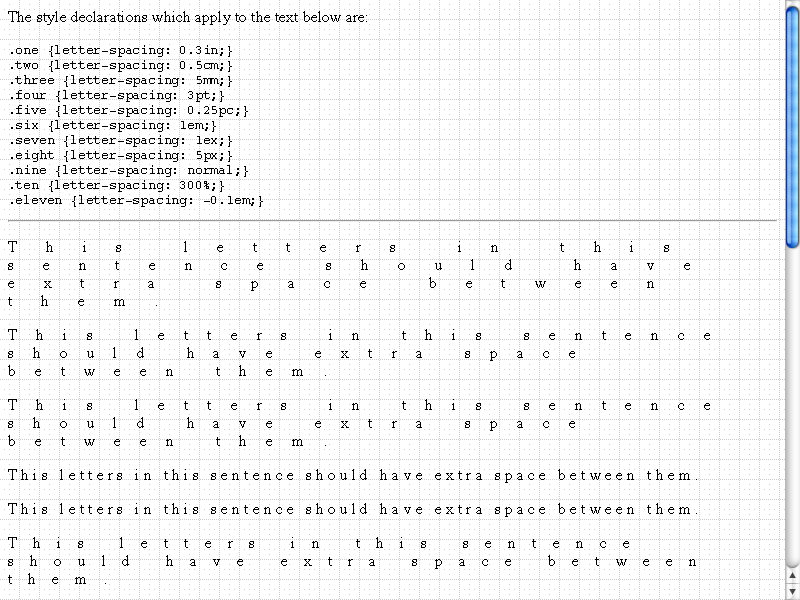 The style declarations which apply to the text below are:
.one {letter-spacing: 0.3in;}
.two {letter-spacing: 0.5cm;}
.three {letter-spacing: 5mm;}
.four {letter-spacing: 3pt;}
.five {letter-spacing: 0.25pc;}
.six {letter-spacing: 1em;}
.seven {letter-spacing: 1ex;}
.eight {letter-spacing: 5px;}
.nine {letter-spacing: normal;}
.ten {letter-spacing: 300%;}
.eleven {letter-spacing: -0.1em;}
This letters in this
sentence should have
extra space between
them.
This letters in this sentence
should have extra space
between them.
This letters in this sentence
should have extra space
between them.
This letters in this sentence should have extra space between them.
This letters in this sentence should have extra space between them.
This letters in this sentence
should have extra space between
them.